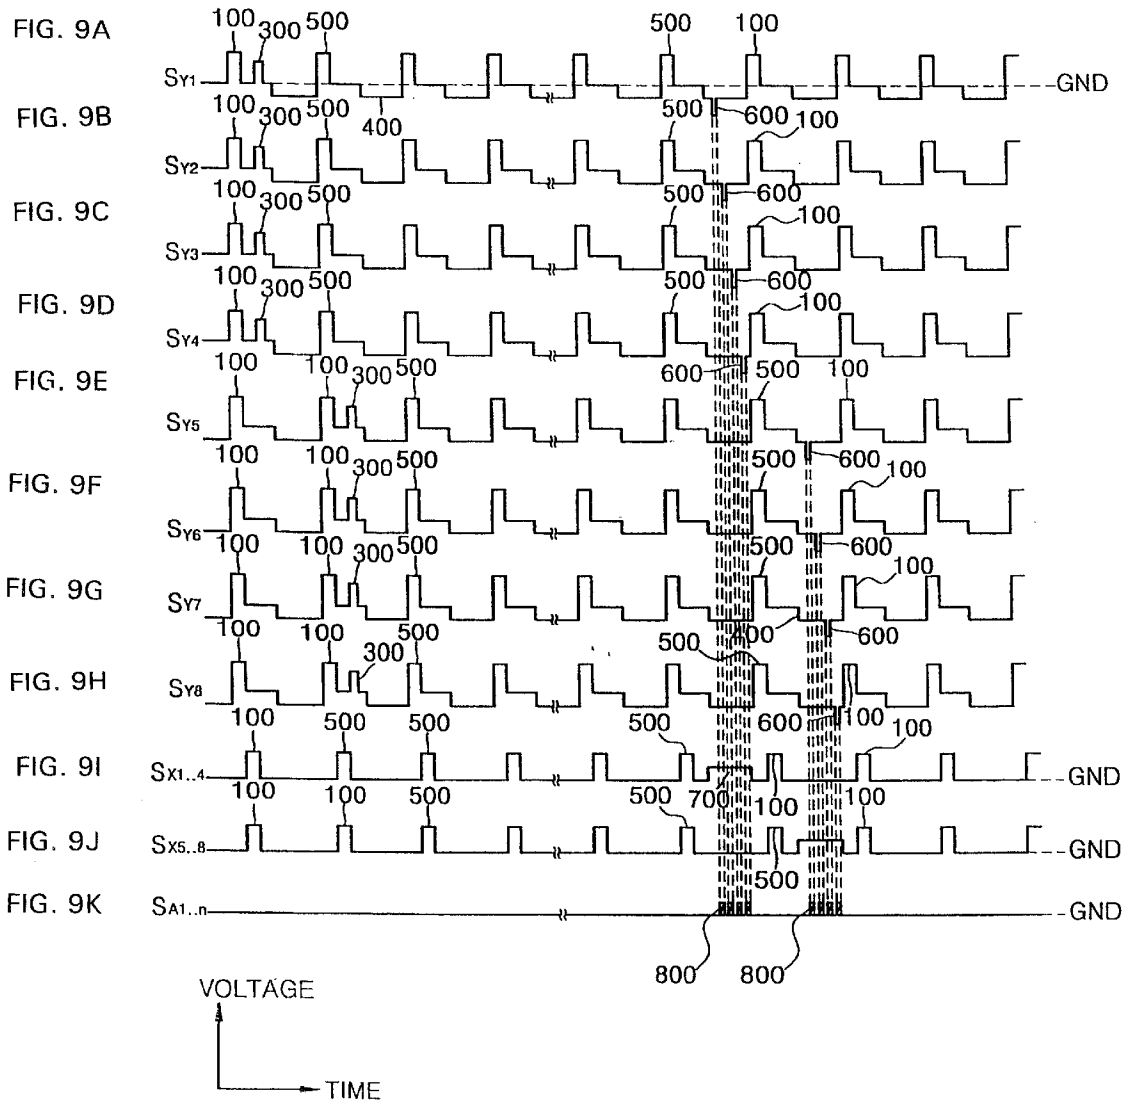 FIG. 9A 100 300 500 500 100
SY1 GND
FIG. 9B 100 300 500 400 500 600 100
SY2
FIG. 9C 100 300 500 500 600 100
SY3
FIG. 9D 100 300 500 500 600 100
SY4
FIG. 9E 100 100 300 500 600 500 100
SY5
FIG. 9F 100 100 300 500 500 600 100
SY6
FIG. 9G 100 100 300 500 500 600 100
SY7 400
FIG. 9H 100 100 300 500 500 600
SY8 600 100
FIG. 9I 100 500 500 500 100
SX1..4 700 100 GND
FIG. 9J 100 100 500 500 100
SX5..8 500 GND
FIG. 9K SA1..n GND
800 800
VOLTAGE
TIME